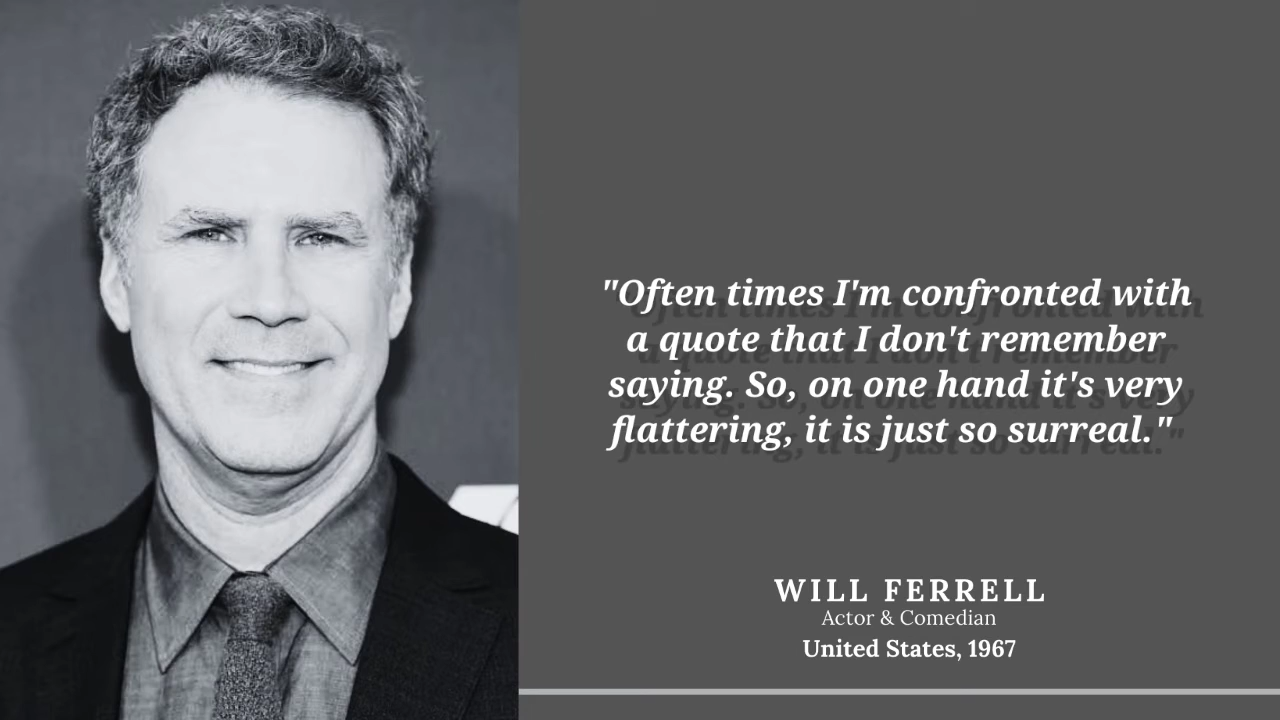 "Often times I'm confronted with
a quote that I don't remember
saying. So, on one hand it's very
flattering, it is just so surreal."
WILL FERRELL
Actor & Comedian
United States, 1967